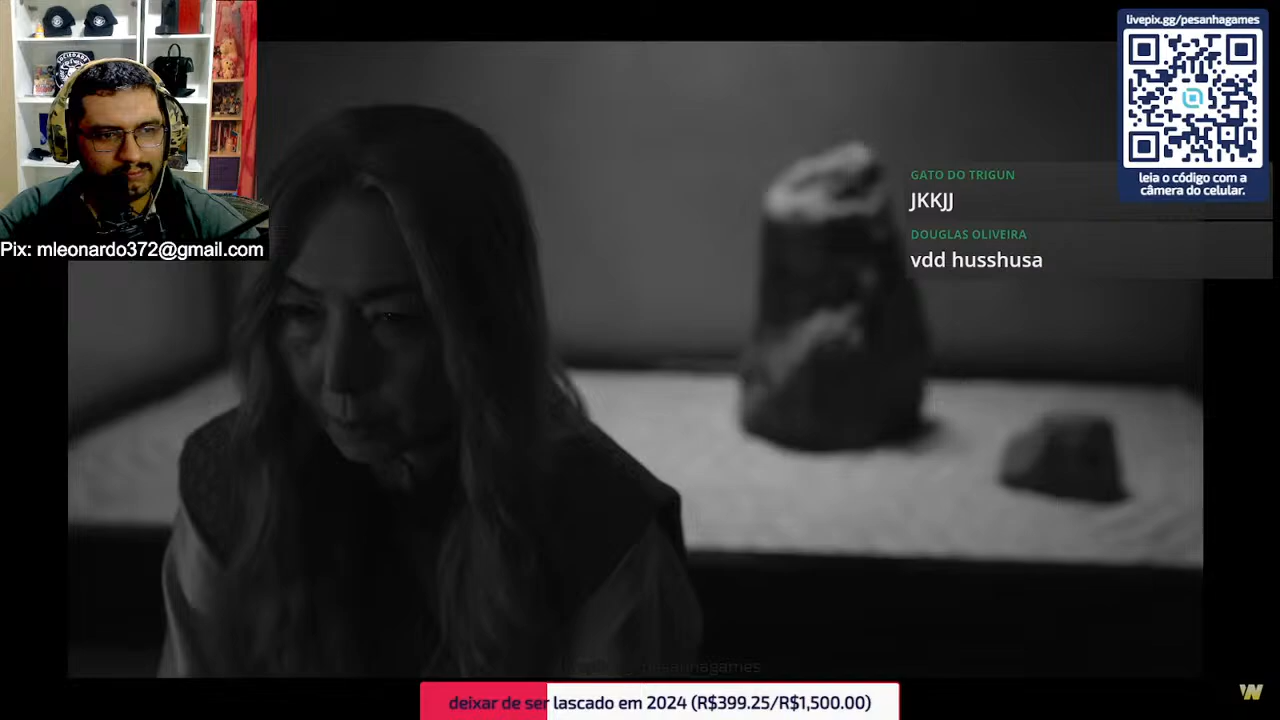 livepix.gg/pesanhagames
leia o código com a
câmera do celular.
GATO DO TRIGUN
JKKJJ
DOUGLAS OLIVEIRA
vdd husshusa
Pix: mleonardo372@gmail.com
pesanhagames
deixar de ser lascado em 2024 (R$399.25/R$1,500.00)
W